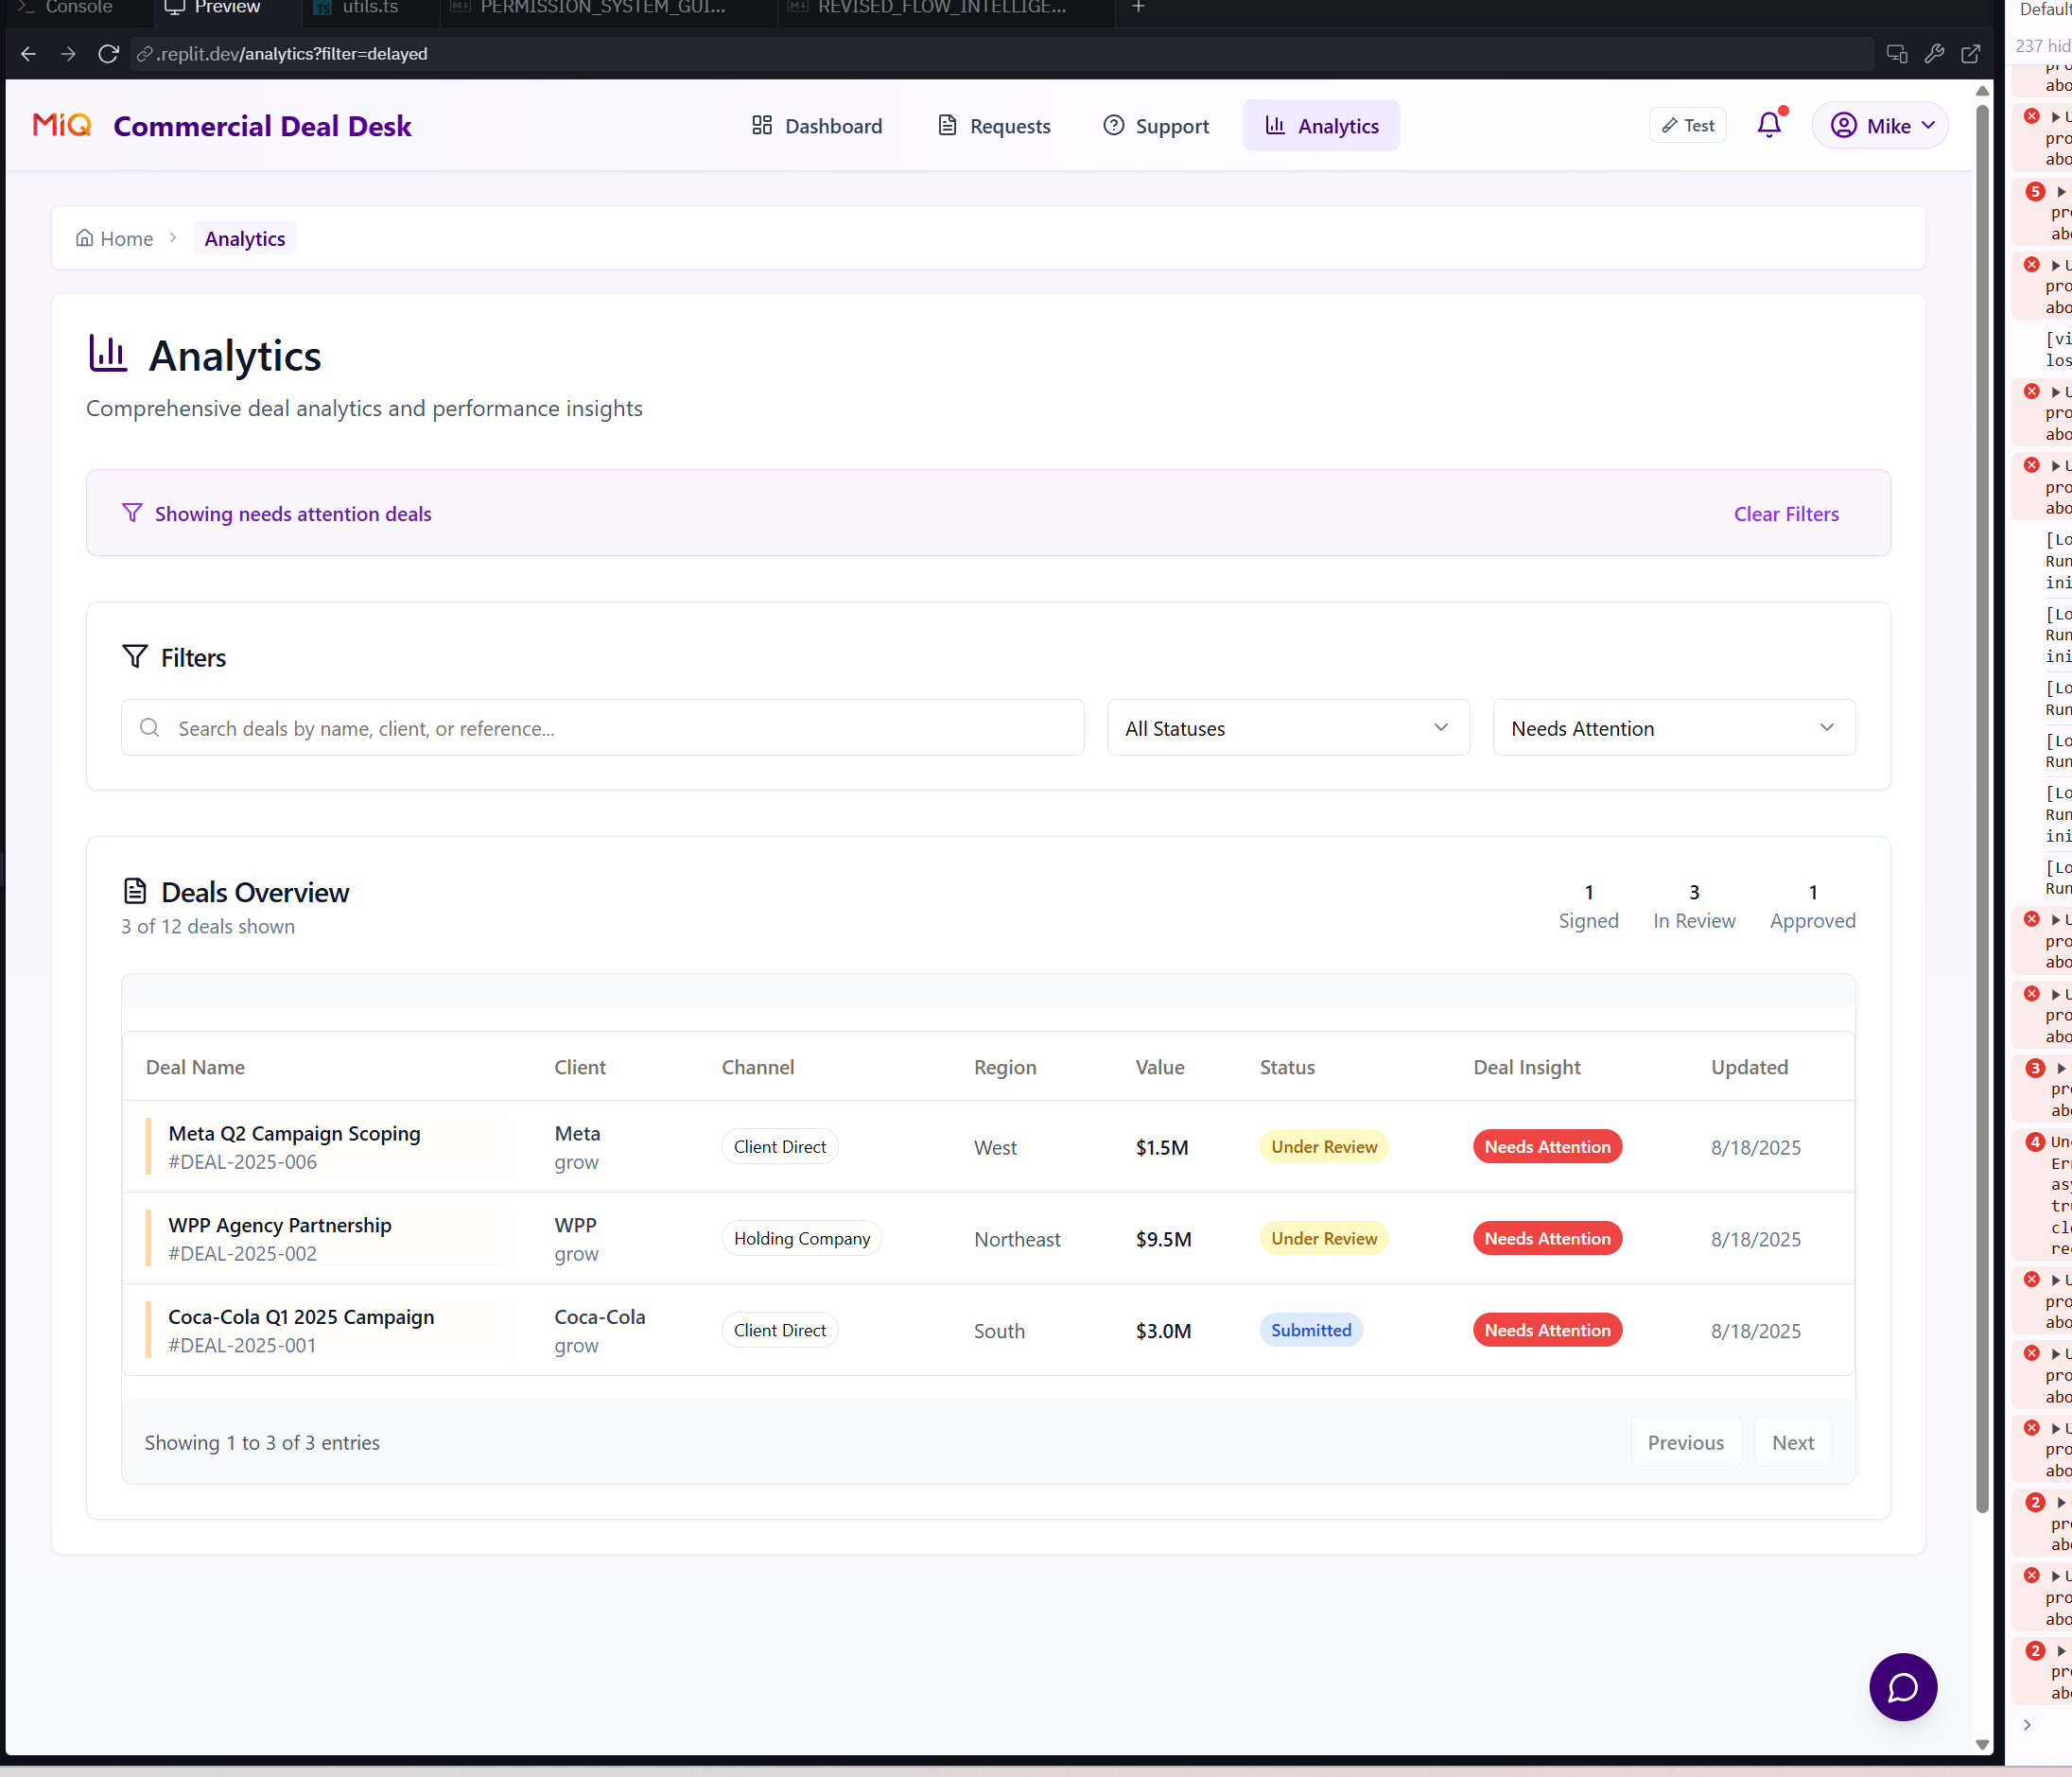 Console
Preview
utils.ts
PERMISSION_SYSTEM_GUI...
REVISED_FLOW_INTELLIGE...
+
.replit.dev/analytics?filter=delayed
MiQ Commercial Deal Desk
Dashboard
Requests
Support
Analytics
Test
Mike
Home
Analytics
Analytics
Comprehensive deal analytics and performance insights
Showing needs attention deals
Clear Filters
Filters
Search deals by name, client, or reference...
All Statuses
Needs Attention
Deals Overview
3 of 12 deals shown
1 3 1
Signed In Review Approved
Deal Name Client Channel Region Value Status Deal Insight Updated
Meta Q2 Campaign Scoping
#DEAL-2025-006
Meta
grow
Client Direct
West
$1.5M
Under Review
Needs Attention
8/18/2025
WPP Agency Partnership
#DEAL-2025-002
WPP
grow
Holding Company
Northeast
$9.5M
Under Review
Needs Attention
8/18/2025
Coca-Cola Q1 2025 Campaign
#DEAL-2025-001
Coca-Cola
grow
Client Direct
South
$3.0M
Submitted
Needs Attention
8/18/2025
Showing 1 to 3 of 3 entries
Previous
Next
237
5
3
4
2
2